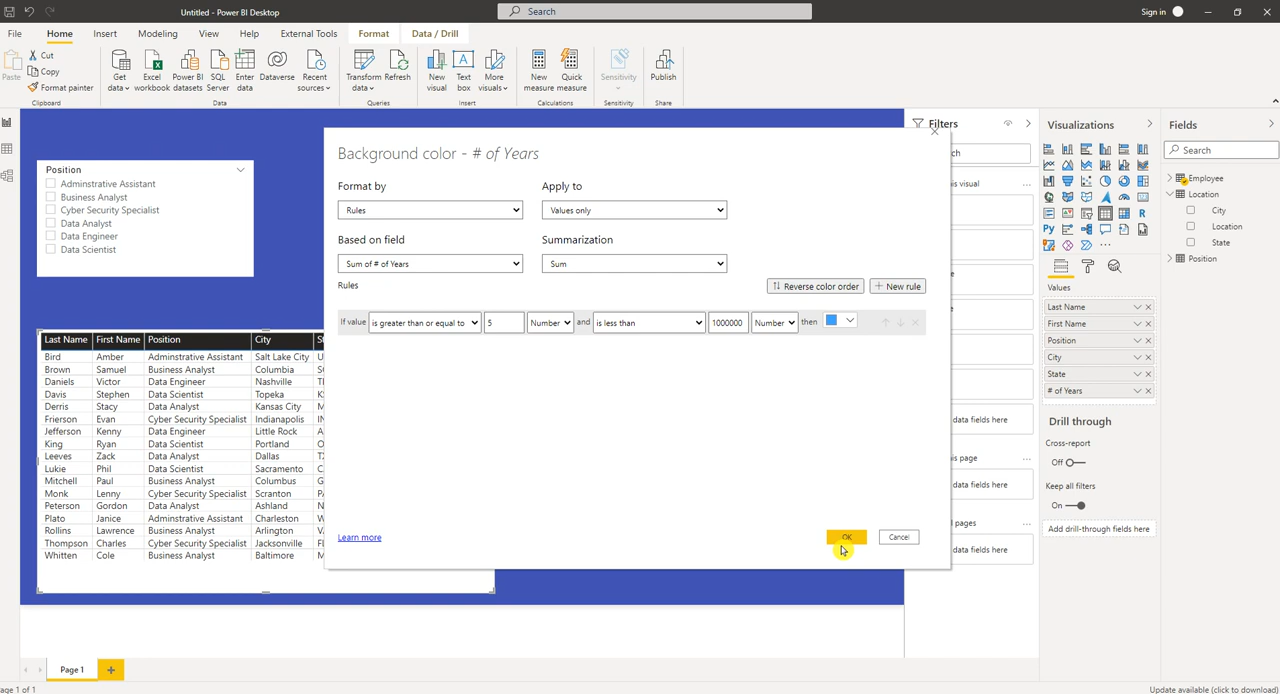 Untitled - Power BI Desktop
Search
Sign in
File
Home
Insert
Modeling
View
Help
External Tools
Format
Data / Drill
Paste
Cut
Copy
Format painter
Clipboard
Get data
Excel workbook
Power BI datasets
SQL Server
Enter data
Dataverse
Recent sources
Data
Transform data
Refresh
Queries
New visual
Text box
More visuals
Insert
New measure
Quick measure
Calculations
Sensitivity
Sensitivity
Publish
Share
Position
Adminstrative Assistant
Business Analyst
Cyber Security Specialist
Data Analyst
Data Engineer
Data Scientist
Last Name First Name Position City
Bird Amber Adminstrative Assistant Salt Lake City
Brown Samuel Business Analyst Columbia
Daniels Victor Data Engineer Nashville
Davis Stephen Data Scientist Topeka
Derris Stacy Data Analyst Kansas City
Frierson Evan Cyber Security Specialist Indianapolis
Jefferson Kenny Data Engineer Little Rock
King Ryan Data Scientist Portland
Leeves Zack Data Analyst Dallas
Lukie Phil Data Scientist Sacramento
Mitchell Paul Business Analyst Columbus
Monk Lenny Cyber Security Specialist Scranton
Peterson Gordon Data Analyst Ashland
Plato Janice Adminstrative Assistant Charleston
Rollins Lawrence Business Analyst Arlington
Thompson Charles Cyber Security Specialist Jacksonville
Whitten Cole Business Analyst Baltimore
Background color - # of Years
Format by
Apply to
Rules
Values only
Based on field
Summarization
Sum of # of Years
Sum
Rules
Reverse color order
New rule
If value is greater than or equal to 5 Number and is less than 1000000 Number then
Learn more
OK
Cancel
Filters
ch
is visual
data fields here
is page
data fields here
pages
data fields here
Visualizations
Py
R
Values
Last Name
First Name
Position
City
State
# of Years
Drill through
Cross-report
Off
Keep all filters
On
Add drill-through fields here
Fields
Search
Employee
Location
City
Location
State
Position
Page 1
age 1 of 1
Update available (click to download)